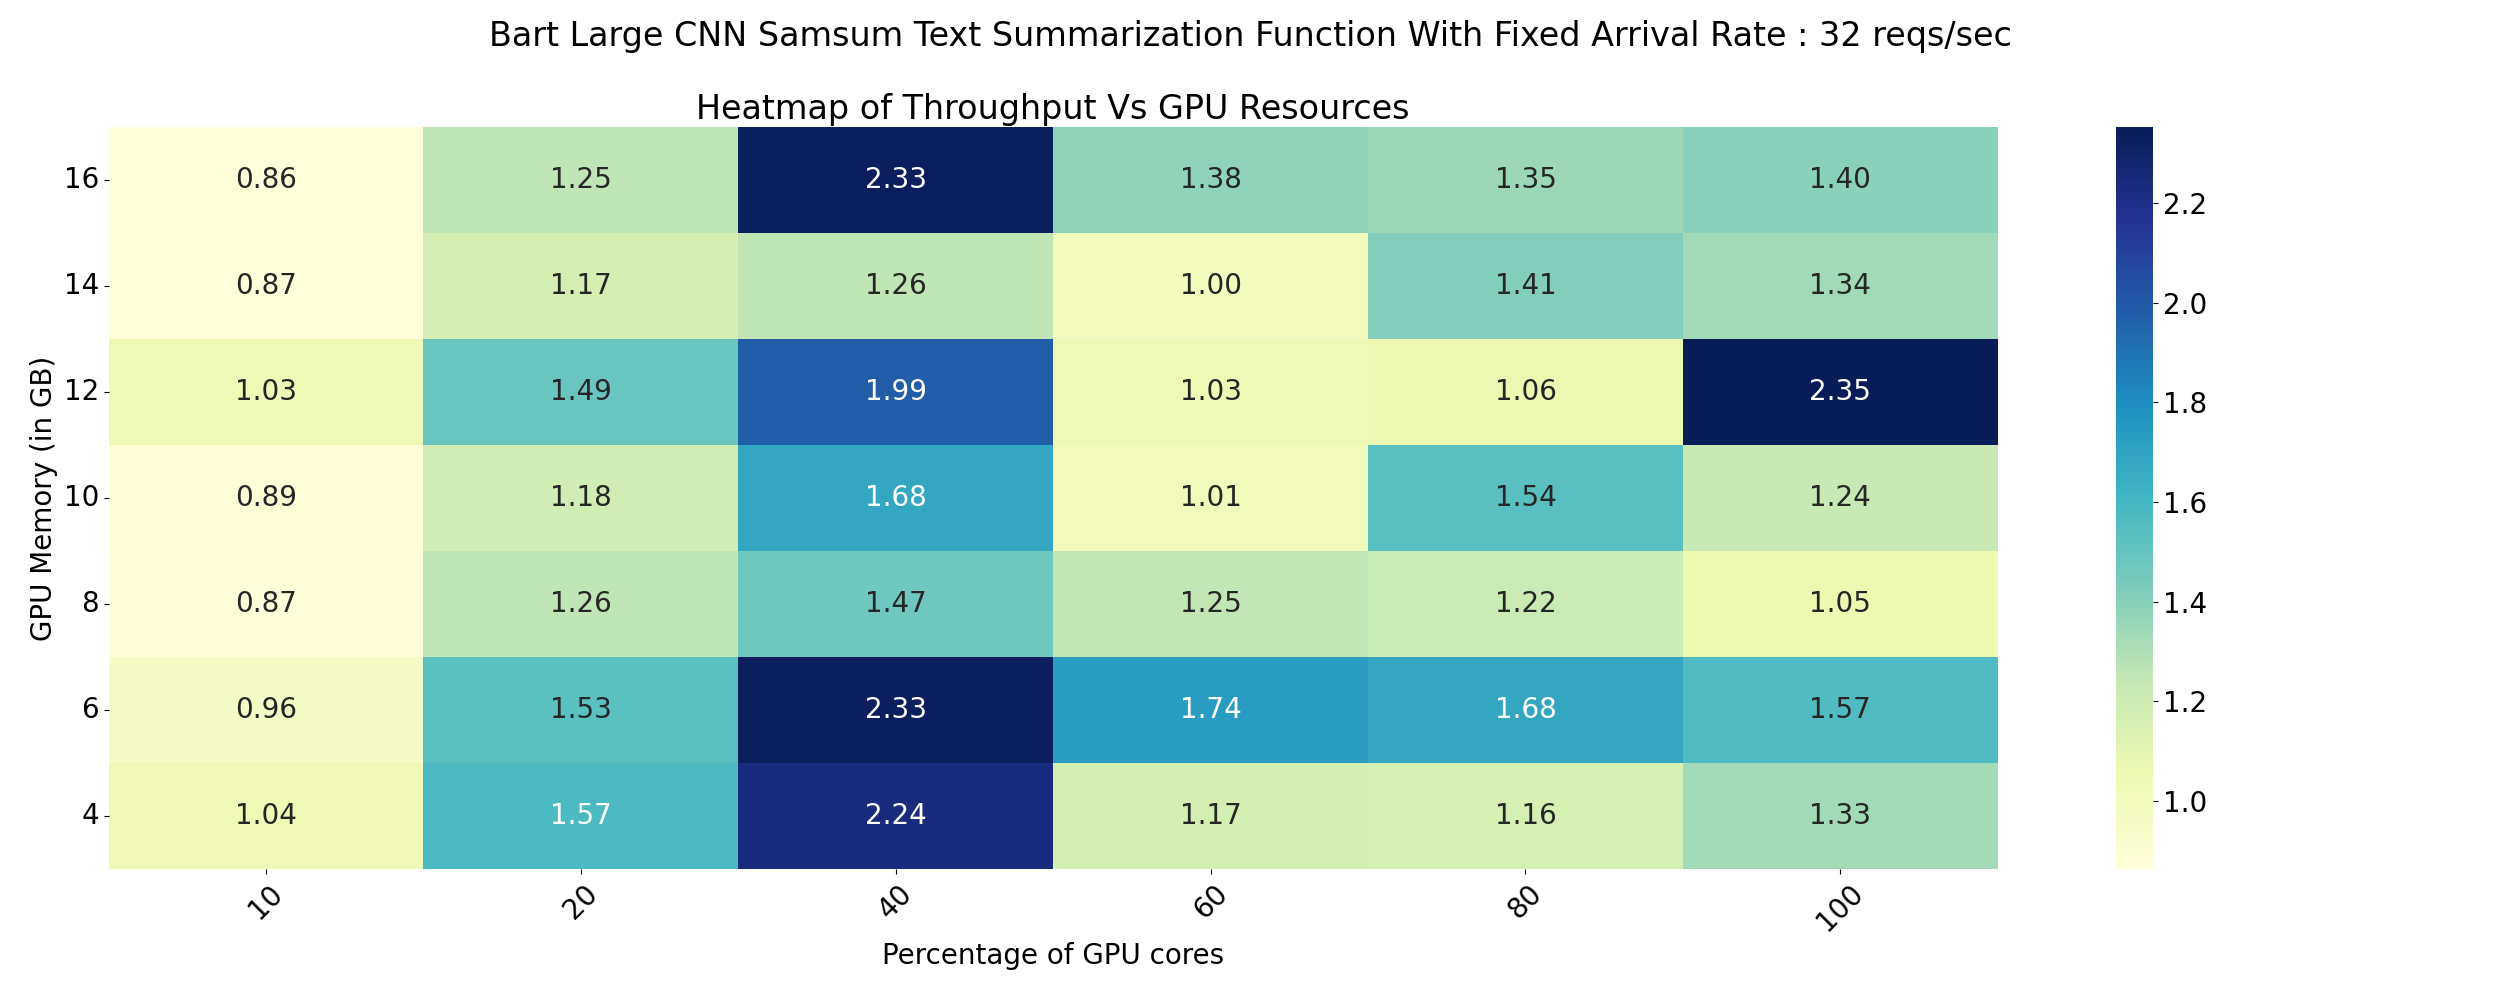 Bart Large CNN Samsum Text Summarization Function With Fixed Arrival Rate : 32 reqs/sec
Heatmap of Throughput Vs GPU Resources
GPU Memory (in GB)
16 0.86 1.25 2.33 1.38 1.35 1.40
14 0.87 1.17 1.26 1.00 1.41 1.34
12 1.03 1.49 1.99 1.03 1.06 2.35
10 0.89 1.18 1.68 1.01 1.54 1.24
8 0.87 1.26 1.47 1.25 1.22 1.05
6 0.96 1.53 2.33 1.74 1.68 1.57
4 1.04 1.57 2.24 1.17 1.16 1.33
10 20 40 60 80 100
Percentage of GPU cores
2.2
2.0
1.8
1.6
1.4
1.2
1.0